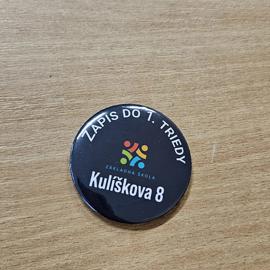 ZÁPIS DO 1. TRIEDY
ZÁKLADNÁ ŠKOLA
Kulíškova 8